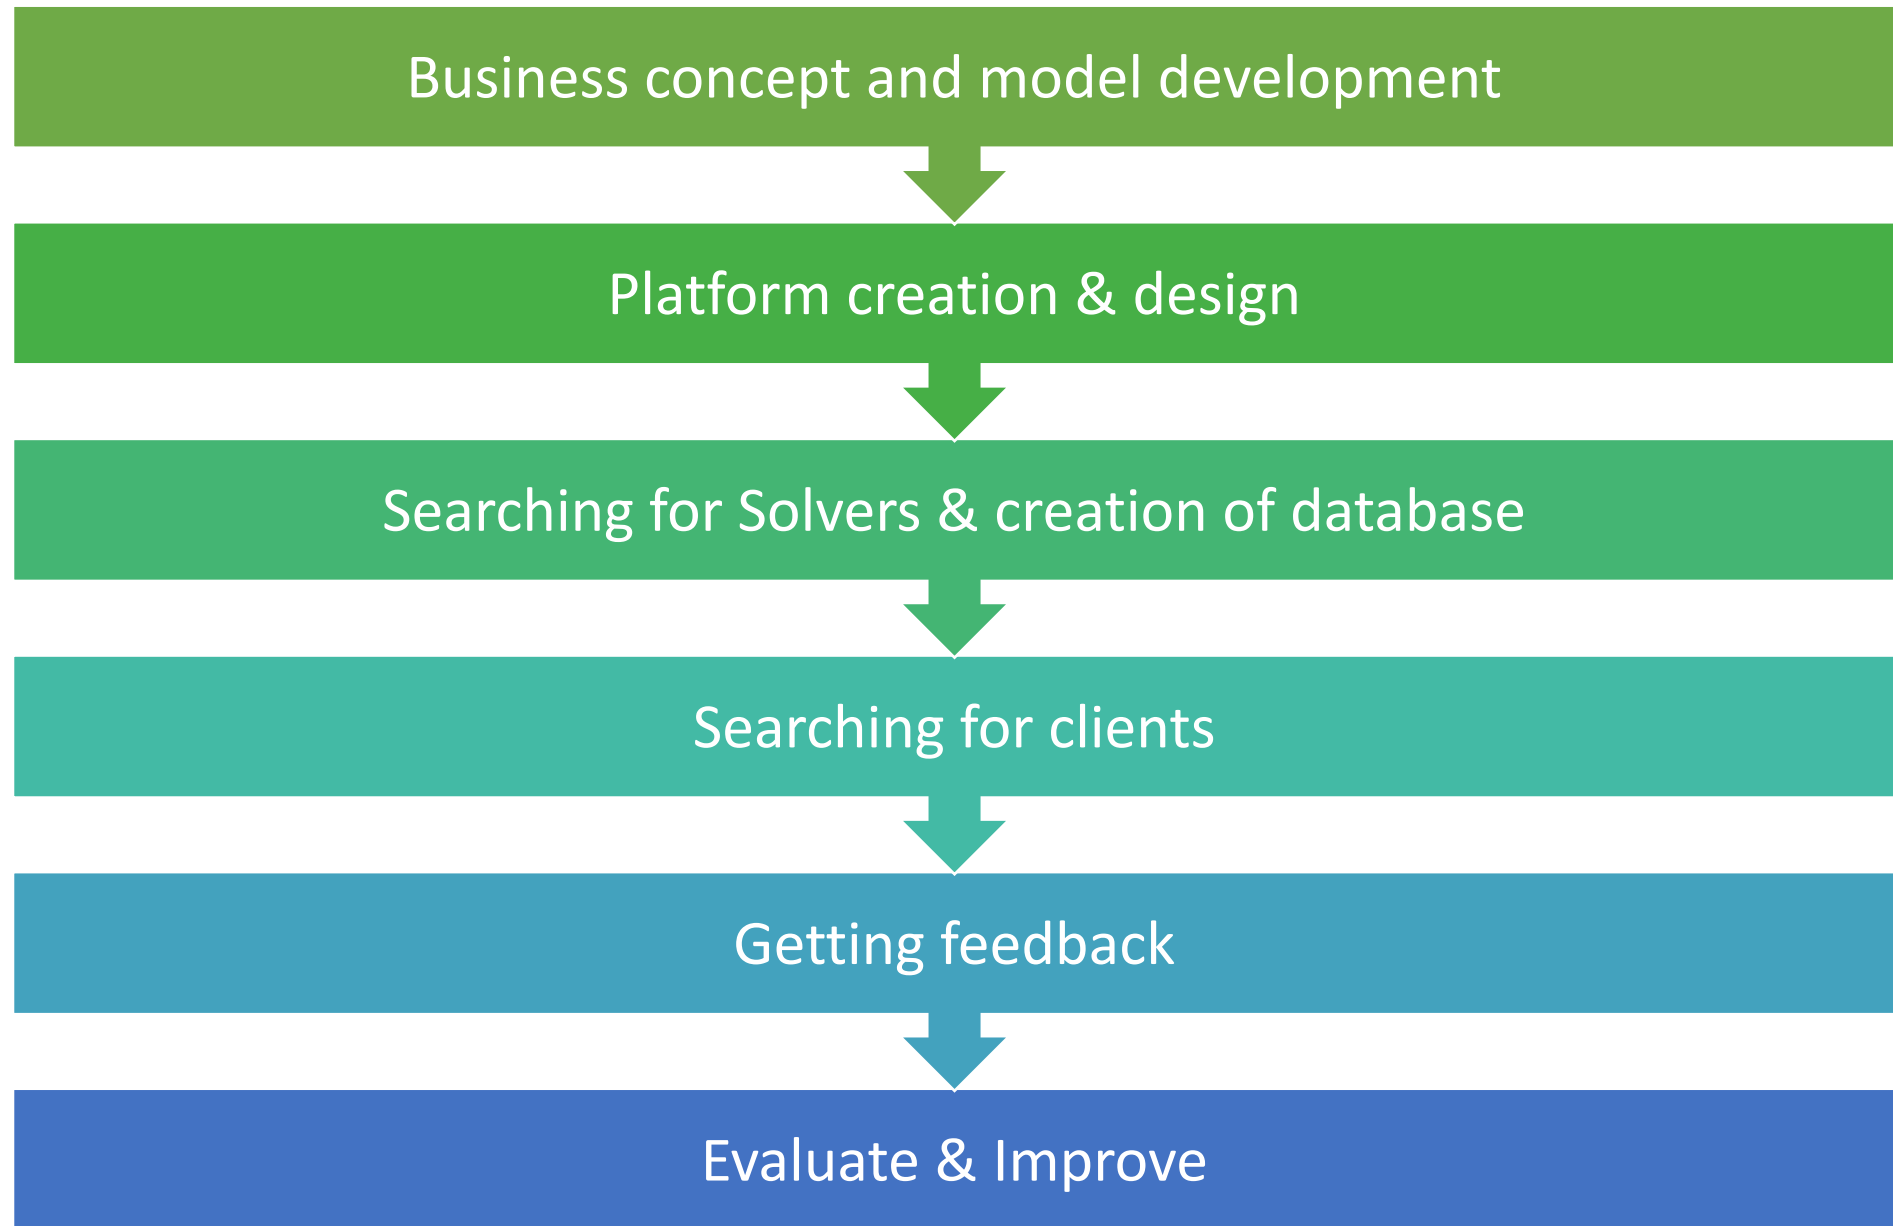 Business concept and model development
Platform creation & design
Searching for Solvers & creation of database
Searching for clients
Getting feedback
Evaluate & Improve